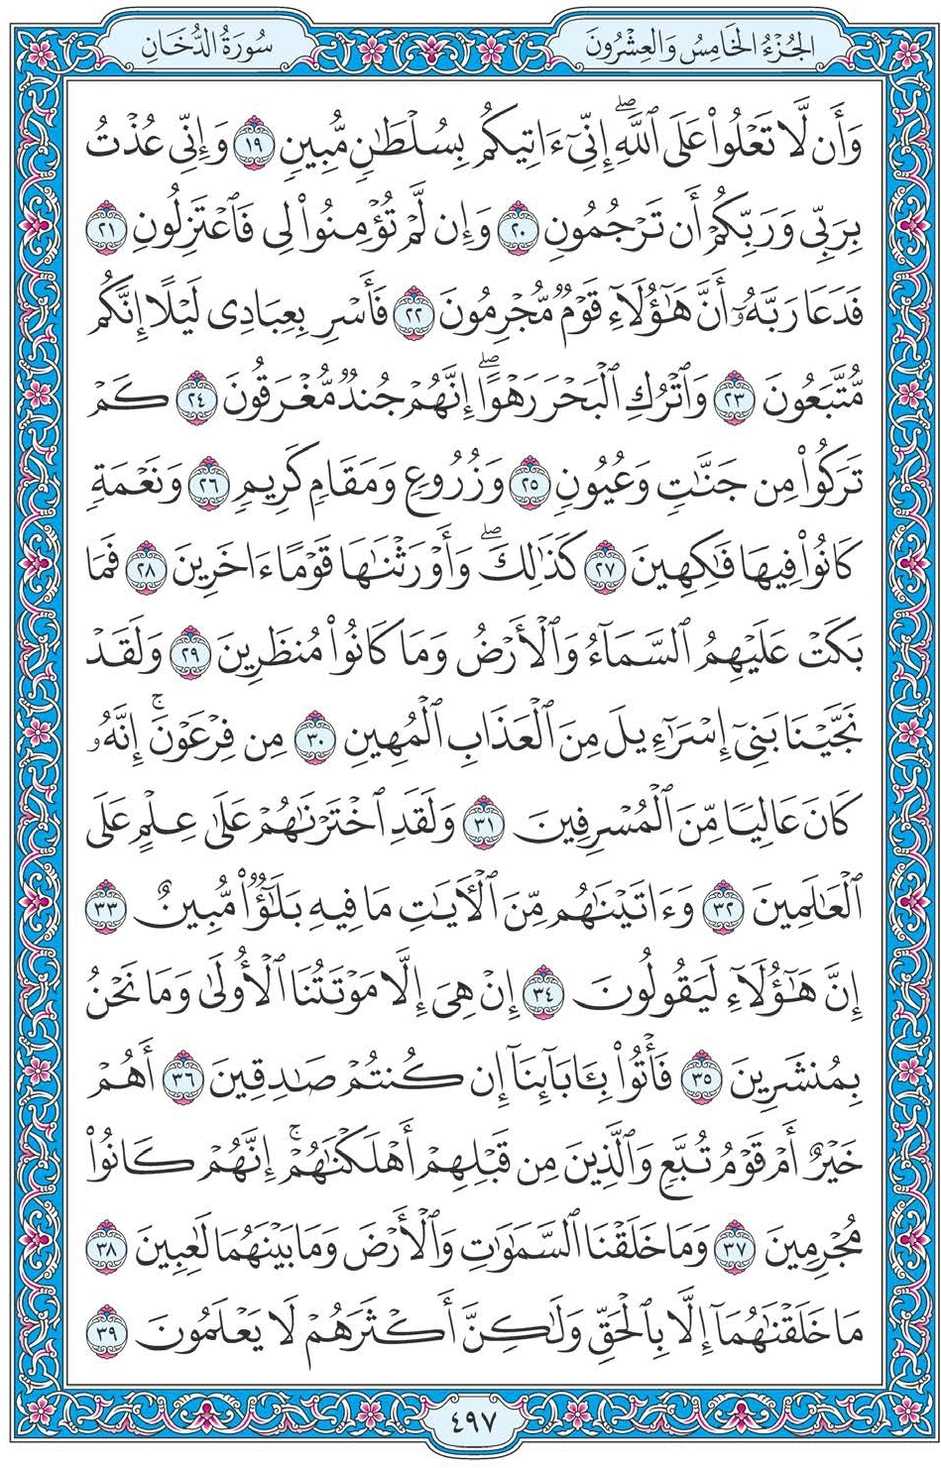 الجُزْءُ الخَامِسُ وَالعِشْرُونَ
سُورَةُ الدُّخَانِ
وَأَن لَّا تَعْلُوا۟ عَلَى ٱللَّهِ ۖ إِنِّىٓ ءَاتِيكُم بِسُلْطَـٰنٍ مُّبِينٍ ١٩ وَإِنِّى عُذْتُ
بِرَبِّى وَرَبِّكُمْ أَن تَرْجُمُونِ ٢٠ وَإِن لَّمْ تُؤْمِنُوا۟ لِى فَٱعْتَزِلُونِ ٢١
فَدَعَا رَبَّهُۥٓ أَنَّ هَـٰٓؤُلَآءِ قَوْمٌ مُّجْرِمُونَ ٢٢ فَأَسْرِ بِعِبَادِى لَيْلًا إِنَّكُم
مُّتَّبَعُونَ ٢٣ وَٱتْرُكِ ٱلْبَحْرَ رَهْوًا ۖ إِنَّهُمْ جُندٌ مُّغْرَقُونَ ٢٤ كَمْ
تَرَكُوا۟ مِن جَنَّـٰتٍ وَعُيُونٍ ٢٥ وَزُرُوعٍ وَمَقَامٍ كَرِيمٍ ٢٦ وَنَعْمَةٍ
كَانُوا۟ فِيهَا فَـٰكِهِينَ ٢٧ كَذَٰلِكَ ۖ وَأَوْرَثْنَـٰهَا قَوْمًا ءَاخَرِينَ ٢٨ فَمَا
بَكَتْ عَلَيْهِمُ ٱلسَّمَآءُ وَٱلْأَرْضُ وَمَا كَانُوا۟ مُنظَرِينَ ٢٩ وَلَقَدْ
نَجَّيْنَا بَنِىٓ إِسْرَٰٓءِيلَ مِنَ ٱلْعَذَابِ ٱلْمُهِينِ ٣٠ مِن فِرْعَوْنَ ۚ إِنَّهُۥ
كَانَ عَالِيًا مِّنَ ٱلْمُسْرِفِينَ ٣١ وَلَقَدِ ٱخْتَرْنَـٰهُمْ عَلَىٰ عِلْمٍ عَلَى
ٱلْعَـٰلَمِينَ ٣٢ وَءَاتَيْنَـٰهُم مِّنَ ٱلْـَٔايَـٰتِ مَا فِيهِ بَلَـٰٓؤٌا۟ مُّبِينٌ ٣٣
إِنَّ هَـٰٓؤُلَآءِ لَيَقُولُونَ ٣٤ إِنْ هِىَ إِلَّا مَوْتَتُنَا ٱلْأُولَىٰ وَمَا نَحْنُ
بِمُنشَرِينَ ٣٥ فَأْتُوا۟ بِـَٔابَآئِنَآ إِن كُنتُمْ صَـٰدِقِينَ ٣٦ أَهُمْ
خَيْرٌ أَمْ قَوْمُ تُبَّعٍ وَٱلَّذِينَ مِن قَبْلِهِمْ أَهْلَكْنَـٰهُمْ ۚ إِنَّهُمْ كَانُوا۟
مُجْرِمِينَ ٣٧ وَمَا خَلَقْنَا ٱلسَّمَـٰوَٰتِ وَٱلْأَرْضَ وَمَا بَيْنَهُمَا لَـٰعِبِينَ ٣٨
مَا خَلَقْنَـٰهُمَآ إِلَّا بِٱلْحَقِّ وَلَـٰكِنَّ أَكْثَرَهُمْ لَا يَعْلَمُونَ ٣٩
٤٩٧